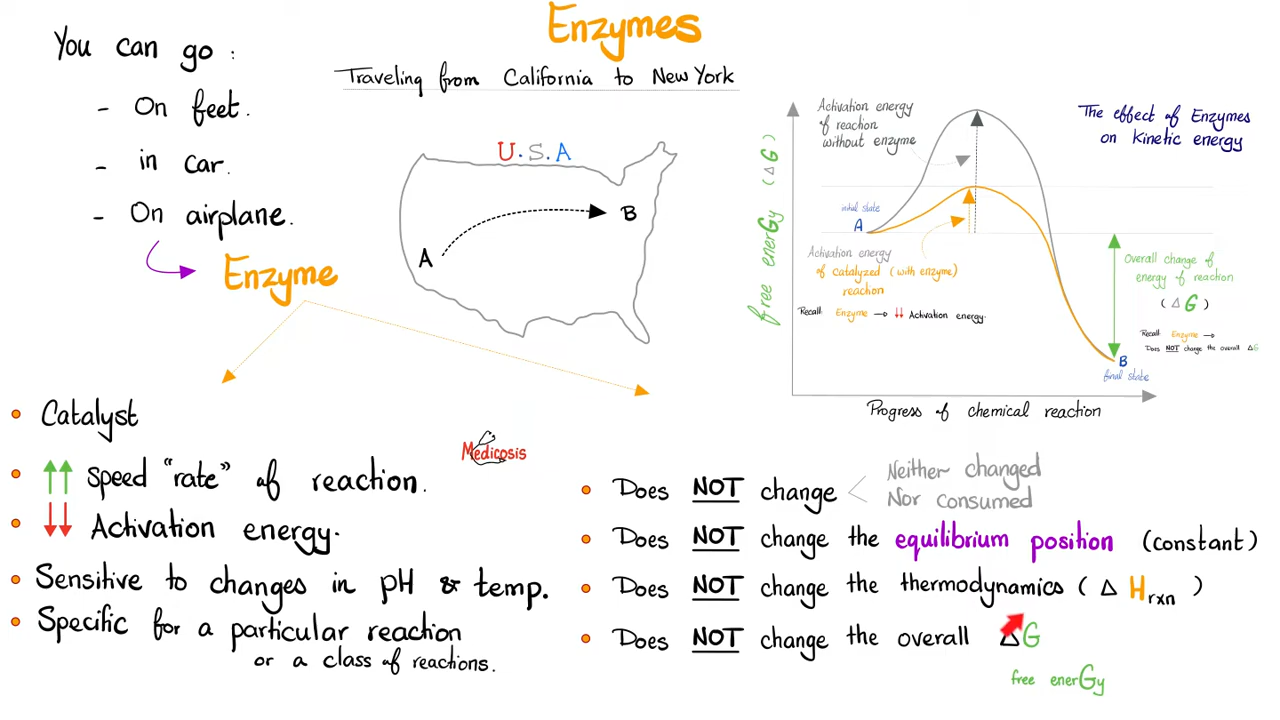 Enzymes
You can go :
- On feet.
- in car.
- On airplane.
Enzyme
Traveling from California to New York
U.S.A
A
B
The effect of Enzymes
on Kinetic energy
Activation energy
of reaction
without enzyme
free enerGy (ΔG)
initial state
A
Activation energy
of catalyzed (with enzyme)
reaction
Recall: Enzyme → ↓↓ Activation energy.
Overall change of
energy of reaction
(ΔG)
Recall: Enzyme →
Does NOT change the overall ΔG
B
final state
Progress of chemical reaction
• Catalyst
• ↑↑ Speed "rate" of reaction.
• ↓↓ Activation energy.
• Sensitive to changes in pH & temp.
• Specific for a particular reaction
or a class of reactions.
Medicosis
• Does NOT change < Neither changed
Nor consumed
• Does NOT change the equilibrium position (constant)
• Does NOT change the thermodynamics (ΔHrxn)
• Does NOT change the overall ΔG
free enerGy